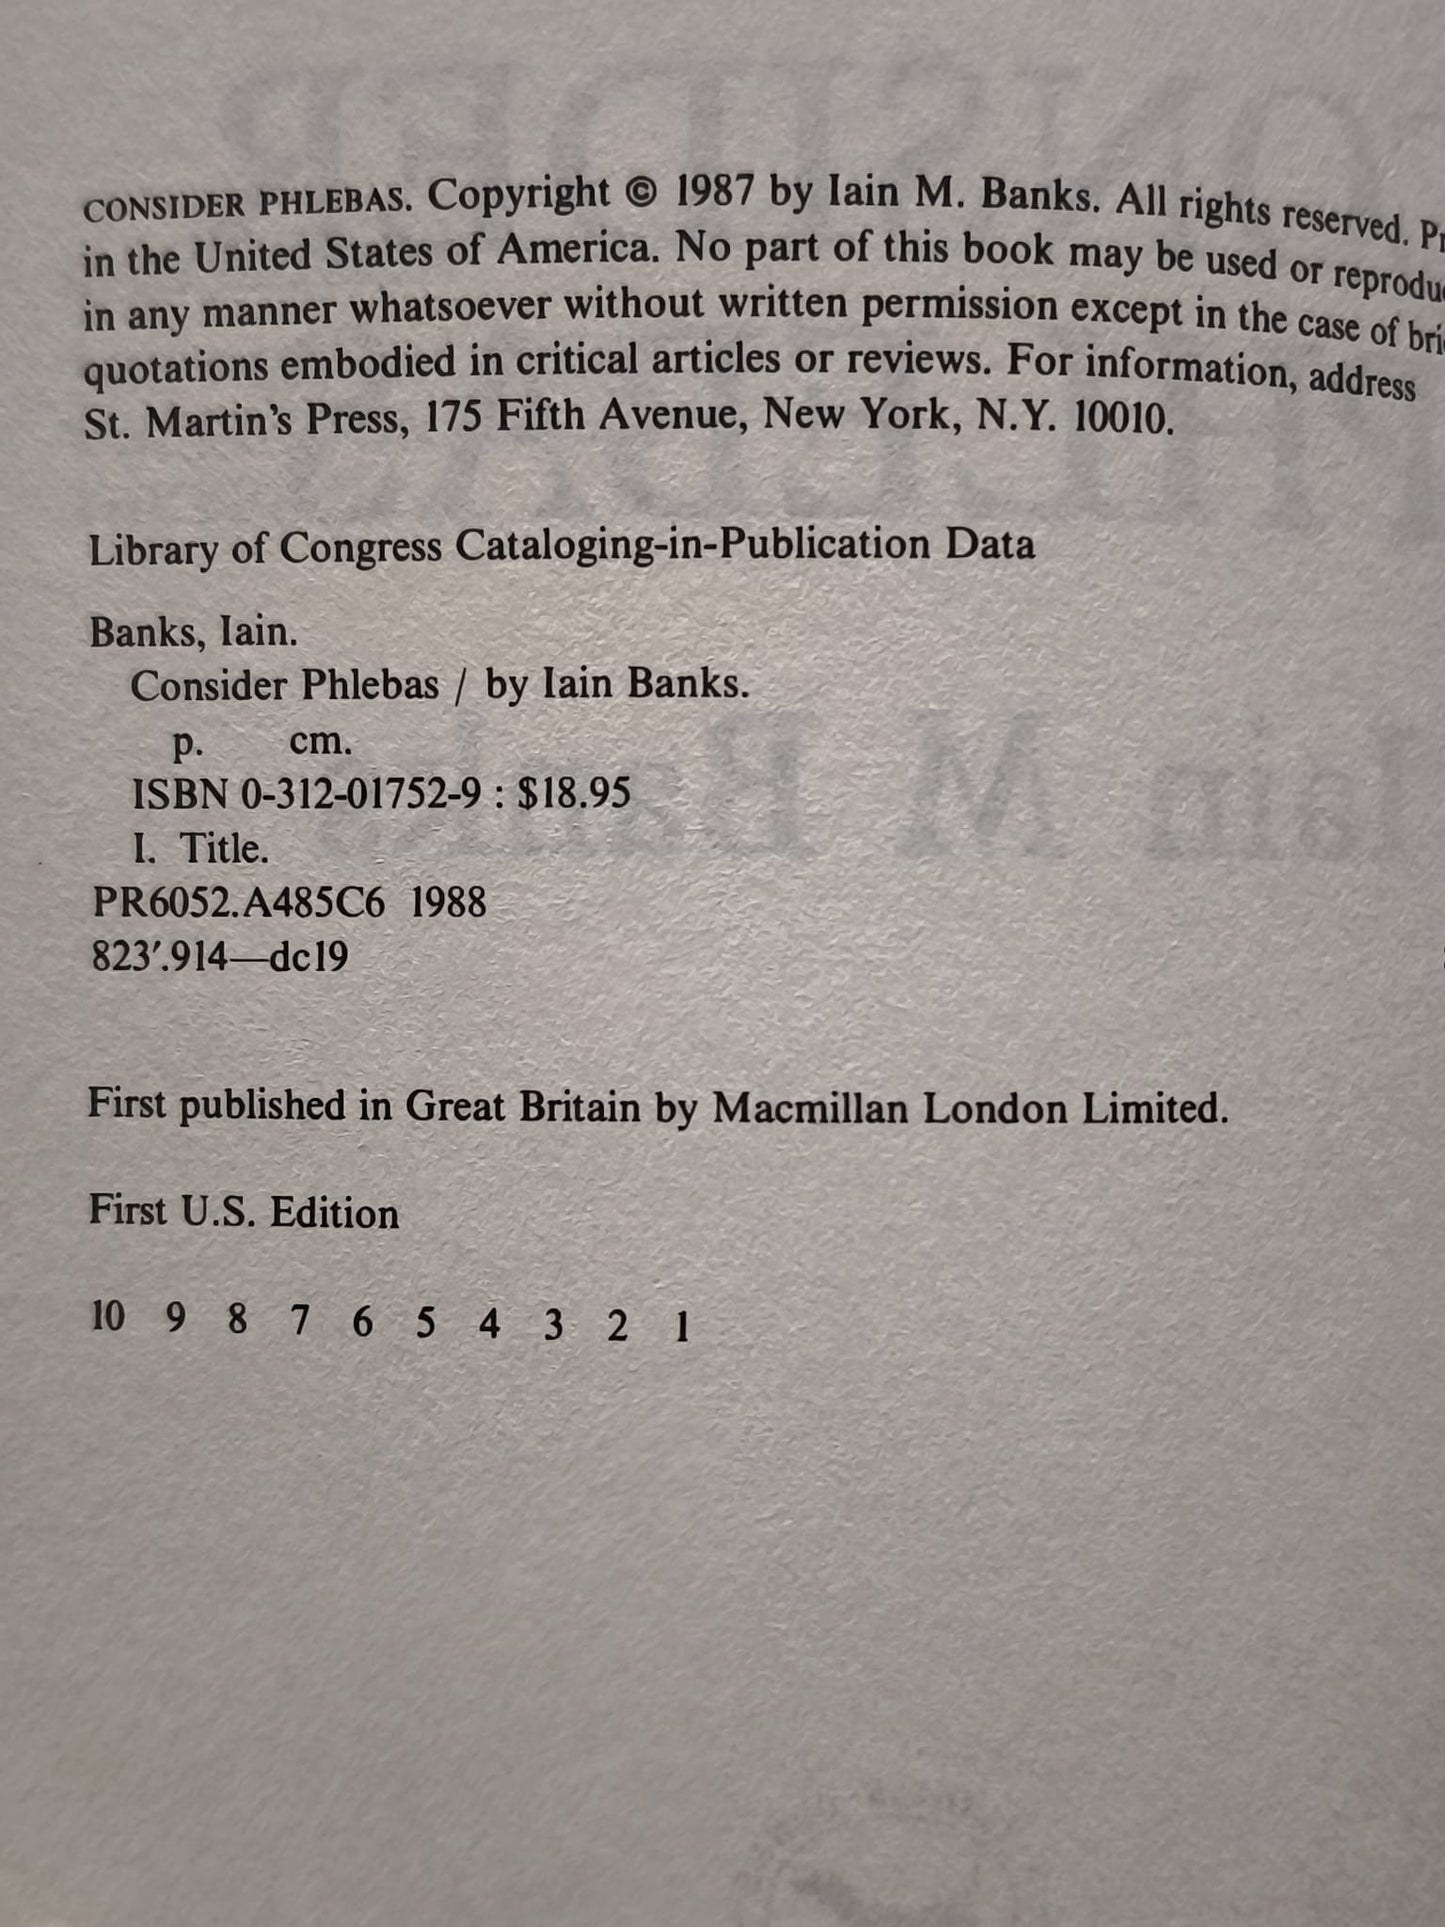 CONSIDER PHLEBAS. Copyright © 1987 by Iain M. Banks. All rights reserved.
in the United States of America. No part of this book may be used or
in any manner whatsoever without written permission except in the case of
quotations embodied in critical articles or reviews. For information, address
St. Martin's Press, 175 Fifth Avenue, New York, N.Y. 10010.
Library of Congress Cataloging-in-Publication Data
Banks, Iain.
Consider Phlebas / by Iain Banks.
p. cm.
ISBN 0-312-01752-9 : $18.95
I. Title.
PR6052.A485C6 1988
823′.914—dc19
First published in Great Britain by Macmillan London Limited.
First U.S. Edition
10 9 8 7 6 5 4 3 2 1